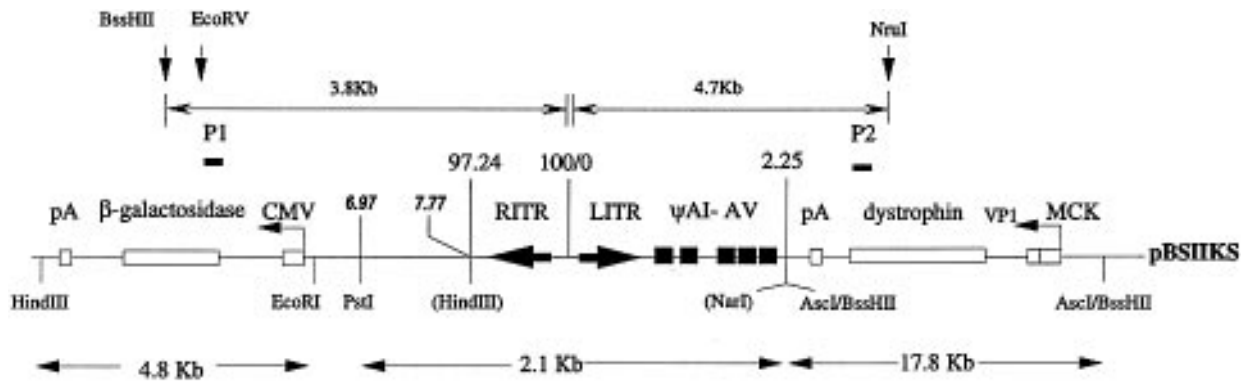 BssHII EcoRV NruI
3.8Kb 4.7Kb
P1 P2
97.24 100/0 2.25
pA β-galactosidase CMV 6.97 7.77 RITR LITR ψAI- AV pA dystrophin VP1 MCK
pBSIIKS
HindIII EcoRI PstI (HindIII) (NarI) AscI/BssHII AscI/BssHII
4.8 Kb 2.1 Kb 17.8 Kb